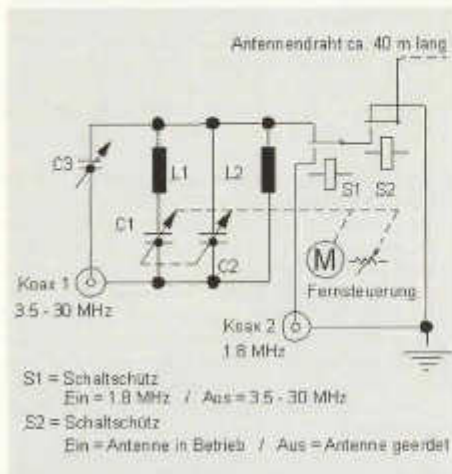 Antennendraht ca. 40 m lang
C3
L1
L2
S1
S2
C1
C2
M
Fernsteuerung
Koax 1
3.5 - 30 MHz
Koax 2
1.8 MHz
S1 = Schaltschütz
Ein = 1.8 MHz / Aus = 3.5 - 30 MHz
S2 = Schaltschütz
Ein = Antenne in Betrieb / Aus = Antenne geerdet